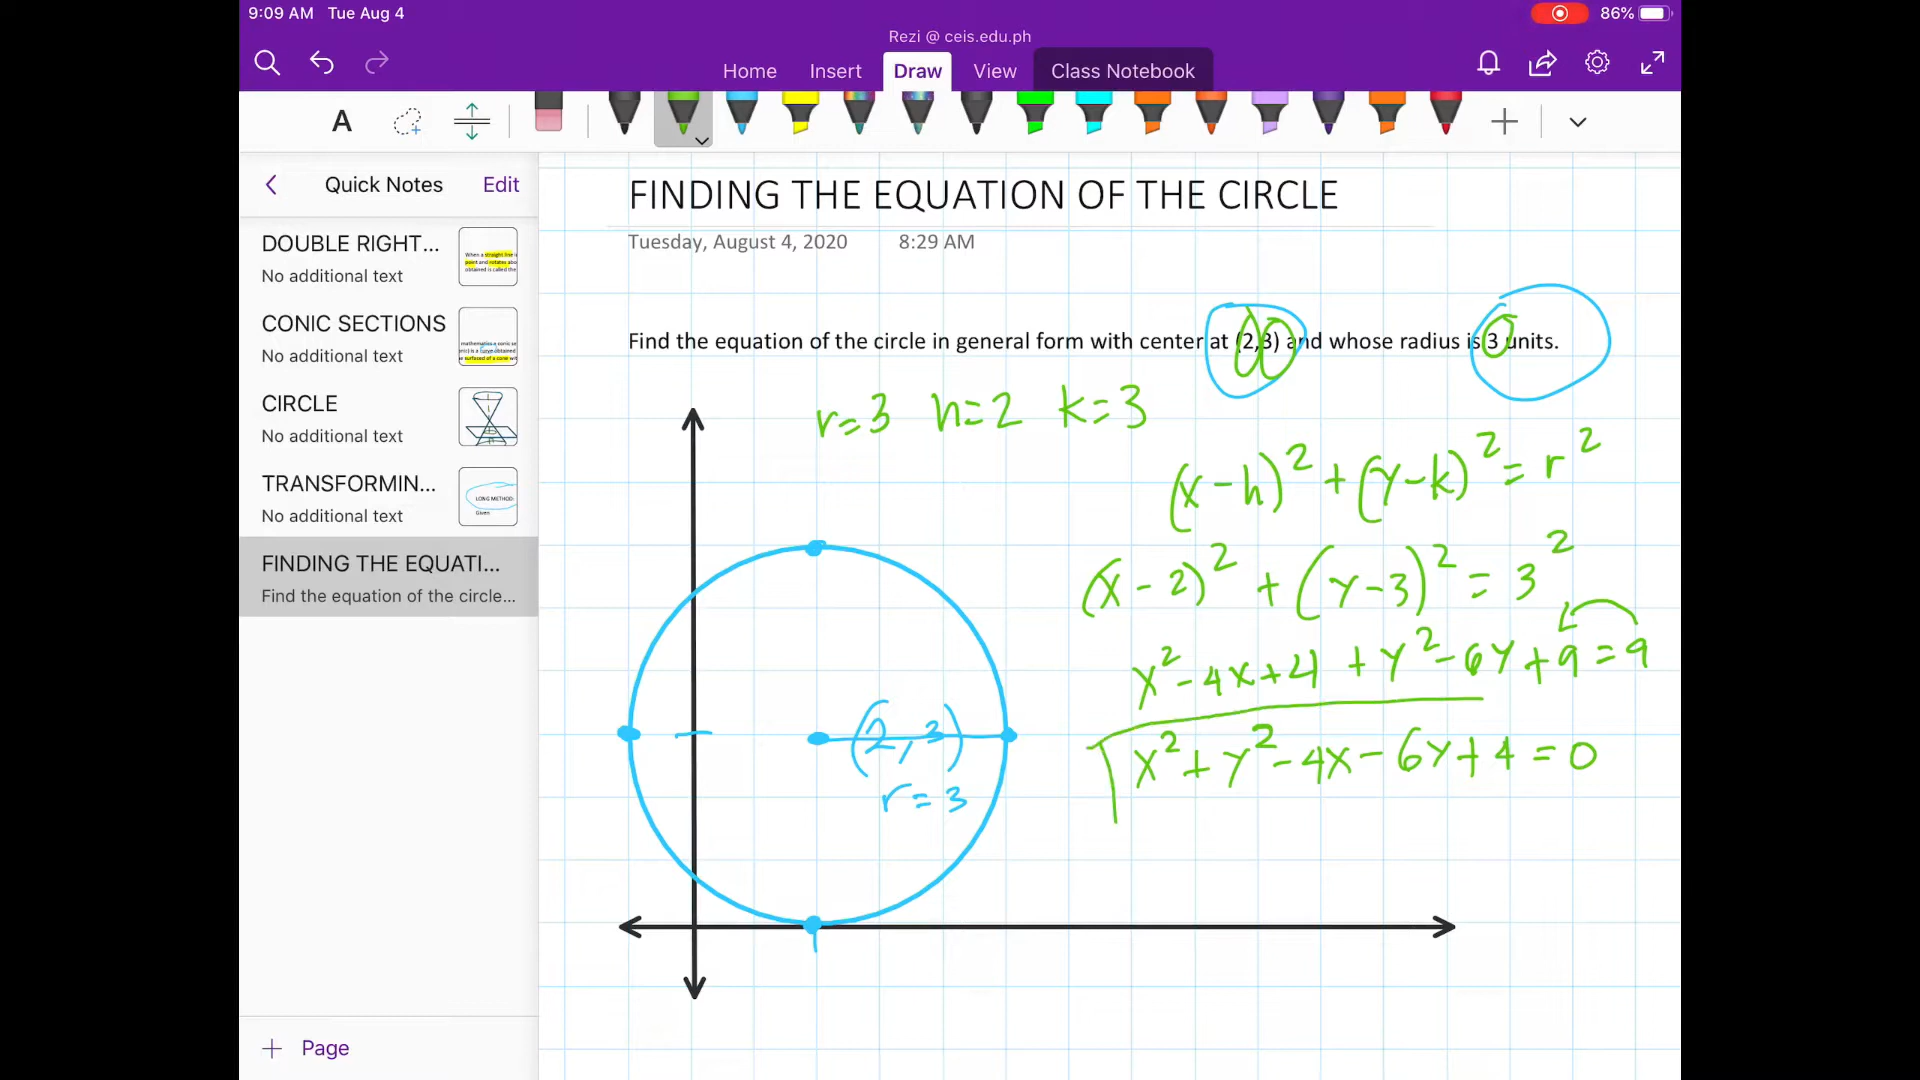 9:09 AM Tue Aug 4
86%
Rezi @ ceis.edu.ph
Home Insert Draw View Class Notebook
A
Quick Notes Edit
DOUBLE RIGHT...
No additional text
CONIC SECTIONS
No additional text
CIRCLE
No additional text
TRANSFORMIN...
No additional text
FINDING THE EQUATI...
Find the equation of the circle...
+ Page
FINDING THE EQUATION OF THE CIRCLE
Tuesday, August 4, 2020 8:29 AM
Find the equation of the circle in general form with center at (2,3) and whose radius is 3 units.
r=3 h=2 k=3
(x-h)² + (y-k)² = r²
(x-2)² + (y-3)² = 3²
x²-4x+4 + y²-6y+9=9
x²+y²-4x-6y+4=0
(2,3)
r=3